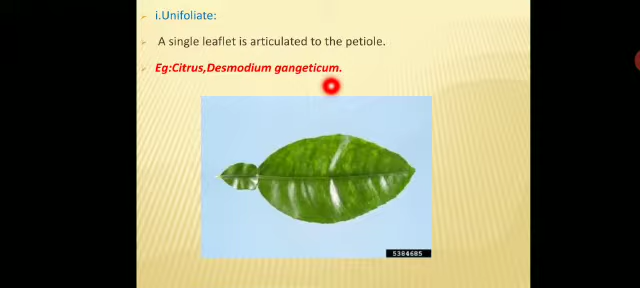 i.Unifoliate:
A single leaflet is articulated to the petiole.
Eg:Citrus,Desmodium gangeticum.
5384685